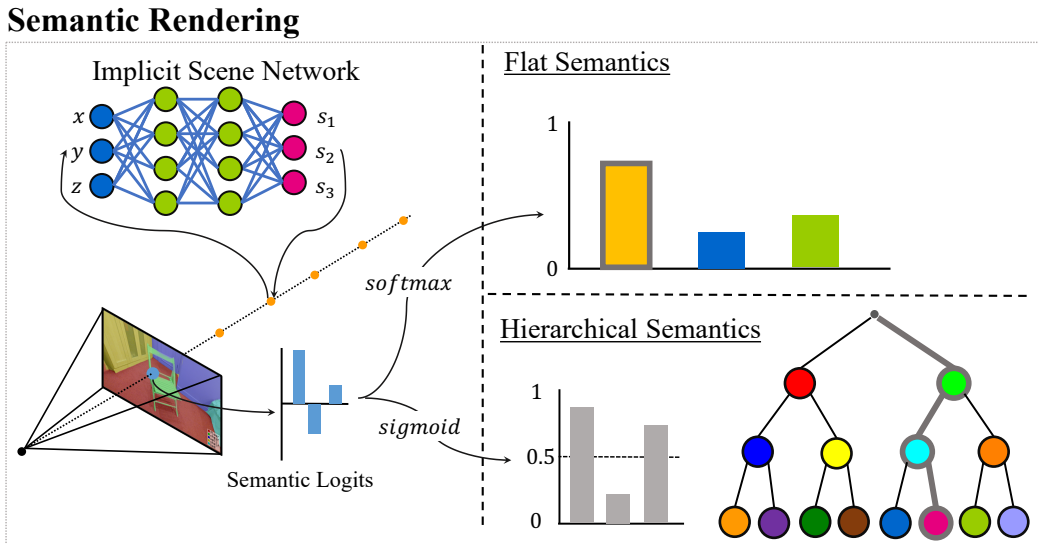 Semantic Rendering
Implicit Scene Network
x
y
z
s₁
s₂
s₃
softmax
sigmoid
Semantic Logits
Flat Semantics
1
0
Hierarchical Semantics
1
0.5
0